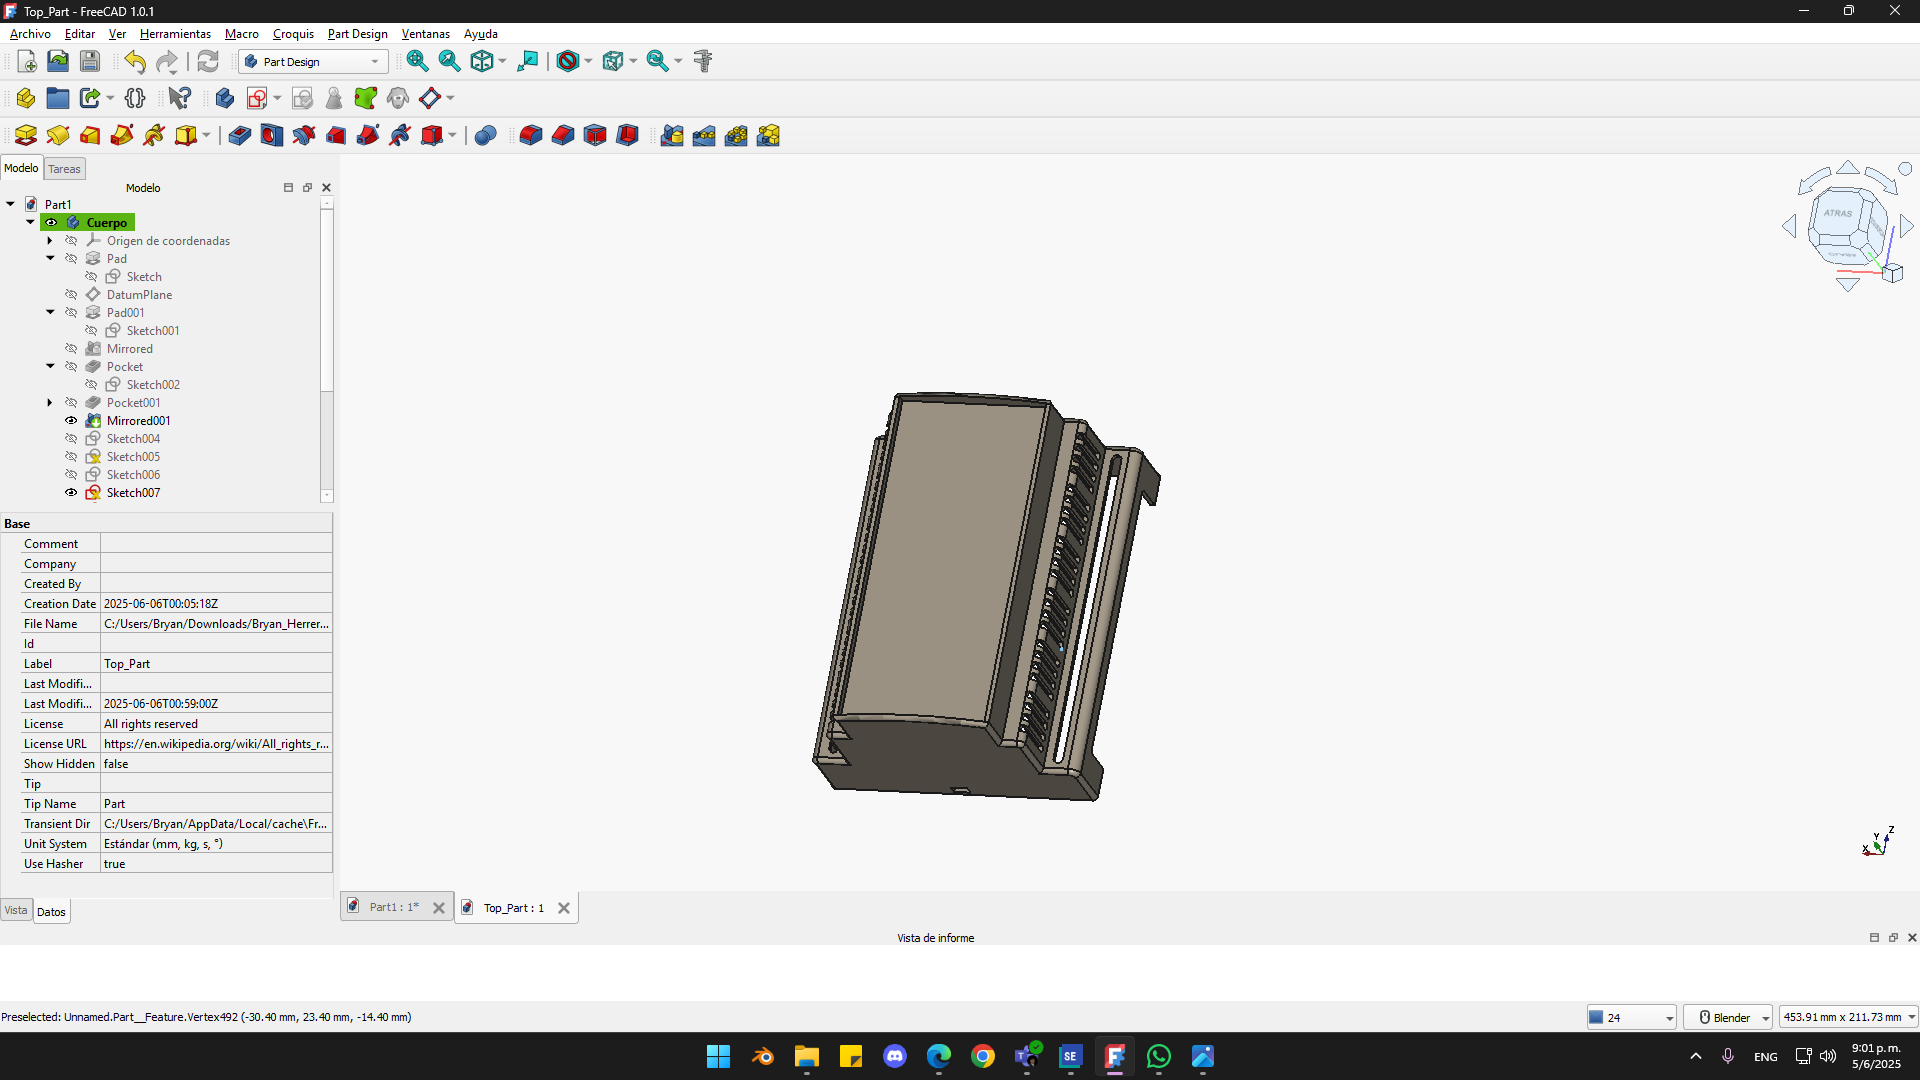 Top_Part - FreeCAD 1.0.1
Archivo Editar Ver Herramientas Macro Croquis Part Design Ventanas Ayuda
Part Design
Modelo Tareas
Modelo
Part1
Cuerpo
Origen de coordenadas
Pad
Sketch
DatumPlane
Pad001
Sketch001
Mirrored
Pocket
Sketch002
Pocket001
Mirrored001
Sketch004
Sketch005
Sketch006
Sketch007
ATRAS
Base
Comment
Company
Created By
Creation Date 2025-06-06T00:05:18Z
File Name C:/Users/Bryan/Downloads/Bryan_Herrer...
Id
Label Top_Part
Last Modifi...
Last Modifi... 2025-06-06T00:59:00Z
License All rights reserved
License URL https://en.wikipedia.org/wiki/All_rights_r...
Show Hidden false
Tip
Tip Name Part
Transient Dir C:/Users/Bryan/AppData/Local/cache\Fr...
Unit System Estándar (mm, kg, s, °)
Use Hasher true
Z
Y
X
Vista Datos
Part1 : 1* Top_Part : 1
Vista de informe
Preselected: Unnamed.Part__Feature.Vertex492 (-30.40 mm, 23.40 mm, -14.40 mm)
24 Blender 453.91 mm x 211.73 mm
SE
ENG
9:01 p. m.
5/6/2025